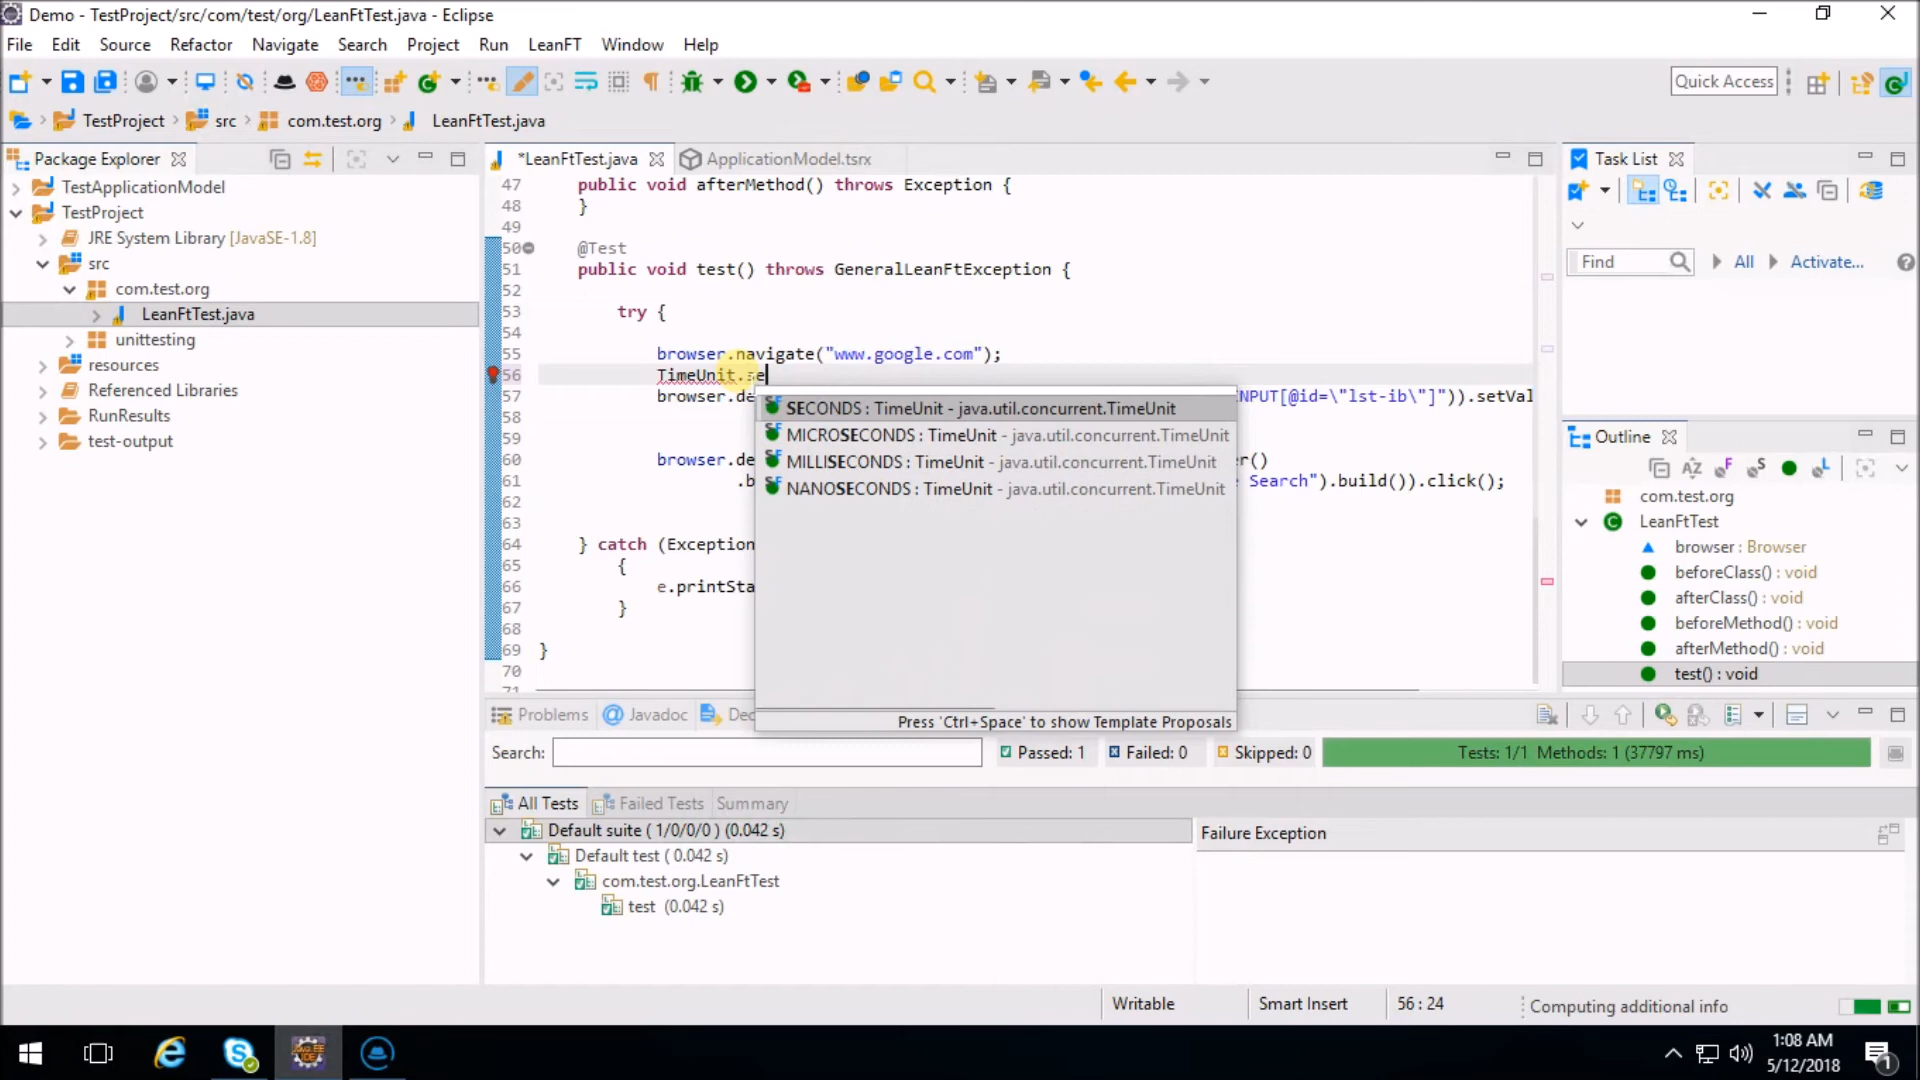 Demo - TestProject/src/com/test/org/LeanFtTest.java - Eclipse
File Edit Source Refactor Navigate Search Project Run LeanFT Window Help
Quick Access
TestProject src com.test.org LeanFtTest.java
Package Explorer
TestApplicationModel
TestProject
JRE System Library [JavaSE-1.8]
src
com.test.org
LeanFtTest.java
unittesting
resources
Referenced Libraries
RunResults
test-output
*LeanFtTest.java ApplicationModel.tsrx
47 public void afterMethod() throws Exception {
48 }
49
50 @Test
51 public void test() throws GeneralLeanFtException {
52
53 try {
54
55 browser.navigate("www.google.com");
56 TimeUnit.se
57 browser.de NPUT[@id=\"lst-ib\"]")).setVal
58
59
60 browser.de r()
61 .b Search").build()).click();
62
63
64 } catch (Exception
65 {
66 e.printSta
67 }
68
69 }
70
71
SECONDS : TimeUnit - java.util.concurrent.TimeUnit
MICROSECONDS : TimeUnit - java.util.concurrent.TimeUnit
MILLISECONDS : TimeUnit - java.util.concurrent.TimeUnit
NANOSECONDS : TimeUnit - java.util.concurrent.TimeUnit
Press 'Ctrl+Space' to show Template Proposals
Task List
Find All Activate...
Outline
com.test.org
LeanFtTest
browser : Browser
beforeClass() : void
afterClass() : void
beforeMethod() : void
afterMethod() : void
test() : void
Problems Javadoc Dec
Search: Passed: 1 Failed: 0 Skipped: 0 Tests: 1/1 Methods: 1 (37797 ms)
All Tests Failed Tests Summary
Default suite ( 1/0/0/0 ) (0.042 s)
Default test ( 0.042 s)
com.test.org.LeanFtTest
test (0.042 s)
Failure Exception
Writable Smart Insert 56 : 24 Computing additional info
1:08 AM
5/12/2018
1